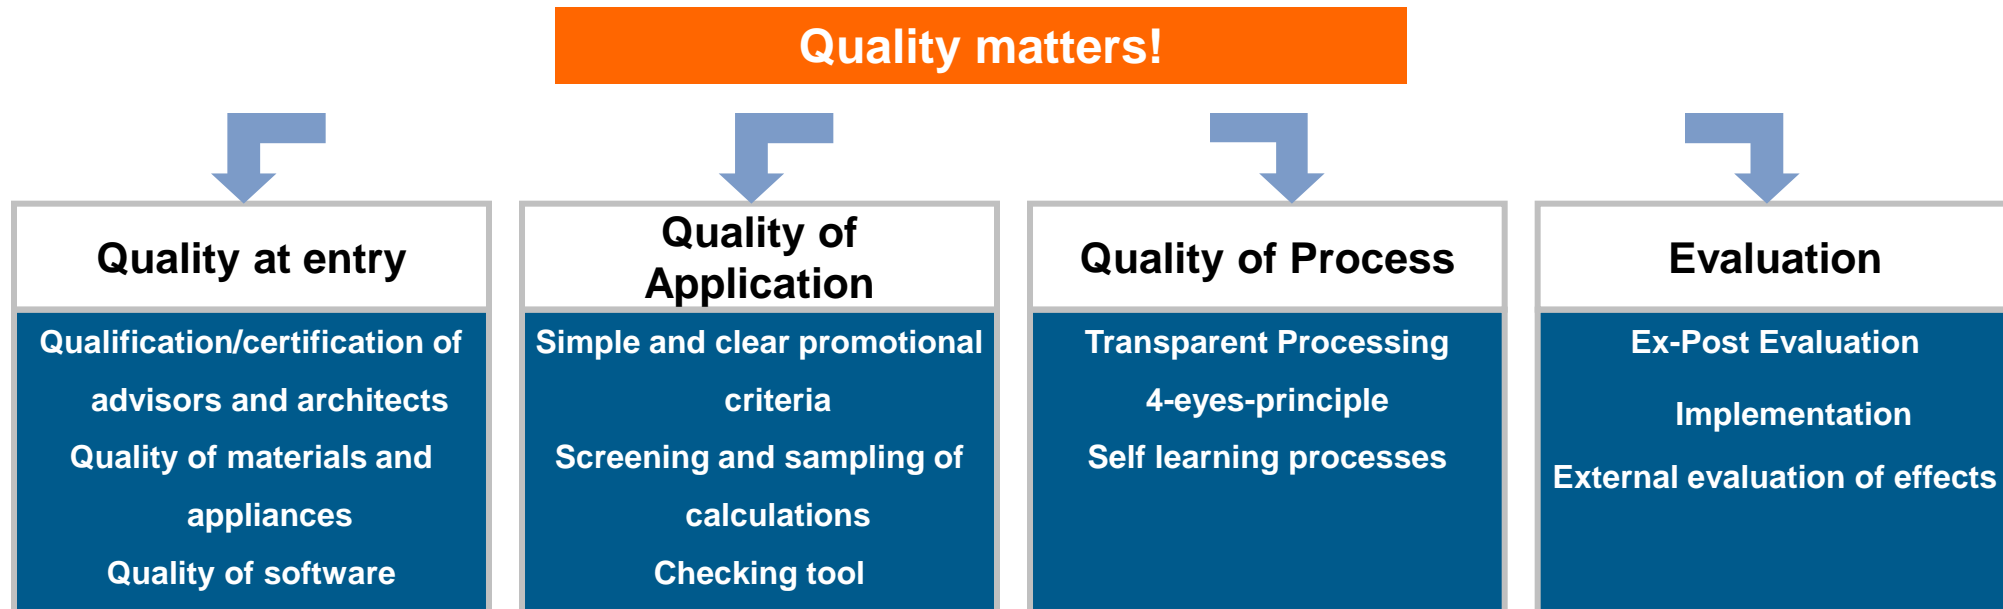 Quality matters!
Quality at entry
Qualification/certification of
advisors and architects
Quality of materials and
appliances
Quality of software
Quality of
Application
Simple and clear promotional
criteria
Screening and sampling of
calculations
Checking tool
Quality of Process
Transparent Processing
4-eyes-principle
Self learning processes
Evaluation
Ex-Post Evaluation
Implementation
External evaluation of effects